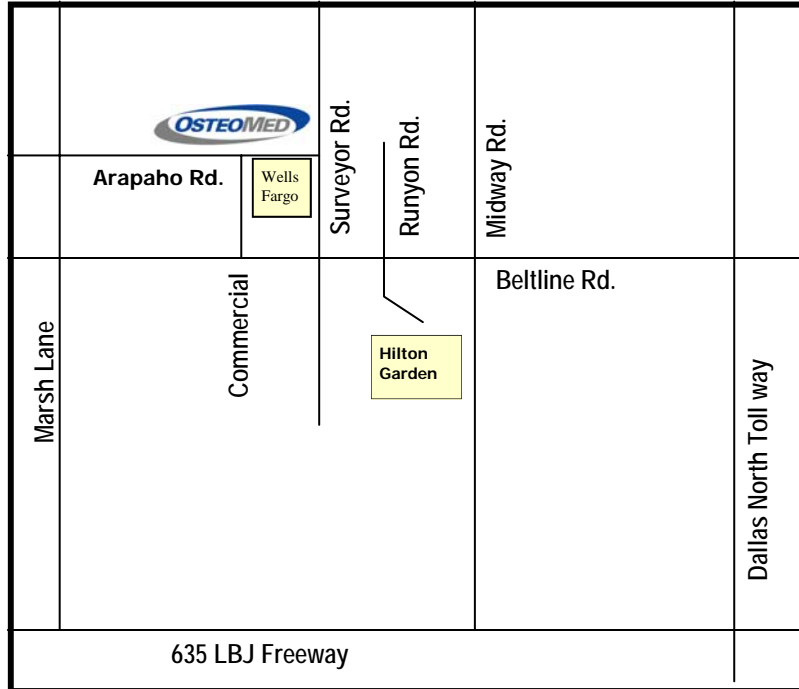 OSTEOMED
Surveyor Rd.
Runyon Rd.
Midway Rd.
Arapaho Rd.
Wells
Fargo
Beltline Rd.
Commercial
Marsh Lane
Hilton
Garden
Dallas North Toll way
635 LBJ Freeway